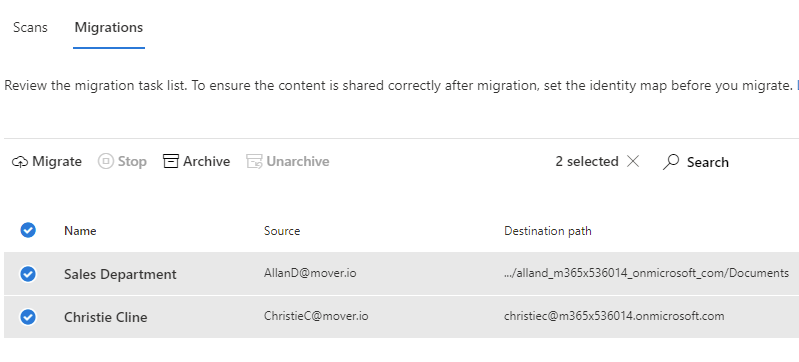 Scans Migrations
Review the migration task list. To ensure the content is shared correctly after migration, set the identity map before you migrate.
Migrate Stop Archive Unarchive 2 selected Search
Name Source Destination path
Sales Department AllanD@mover.io .../alland_m365x536014_onmicrosoft_com/Documents
Christie Cline ChristieC@mover.io christiec@m365x536014.onmicrosoft.com